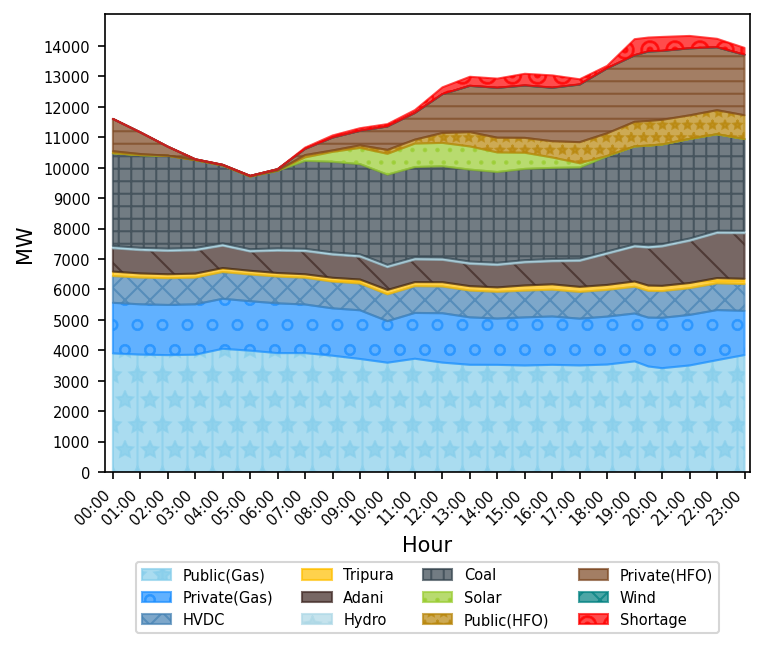 14000
13000
12000
11000
10000
9000
8000
7000
6000
5000
4000
3000
2000
1000
0
MW
00:00 01:00 02:00 03:00 04:00 05:00 06:00 07:00 08:00 09:00 10:00 11:00 12:00 13:00 14:00 15:00 16:00 17:00 18:00 19:00 20:00 21:00 22:00 23:00
Hour
Public(Gas) Tripura Coal Private(HFO)
Private(Gas) Adani Solar Wind
HVDC Hydro Public(HFO) Shortage